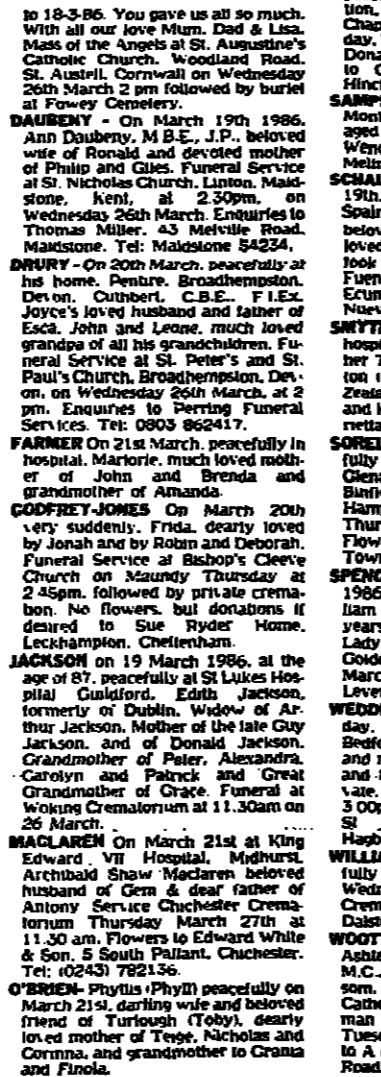 to 18-3-86. You gave us all so much.
With all our love Mum. Dad & Lisa.
Mass of the Angels at St. Augustine's
Catholic Church. Woodland Road.
St. Austell. Cornwall on Wednesday
26th March 2 pm followed by burial
at Fowey Cemetery.
DAUBENY - On March 19th 1986.
Ann Daubeny, M B.E., J.P., beloved
wife of Ronald and devoted mother
of Philip and Giles. Funeral Service
at St. Nicholas Church. Linton. Maid-
stone, Kent, at 2.30pm, on
Wednesday 26th March. Enquiries to
Thomas Miller. 43 Melville Road.
Maidstone. Tel: Maidstone 54234.
DRURY - On 20th March. peacefully at
his home. Penture. Broadhempston.
Devon. Cuthbert, C.B.E.. F I.Ex.
Joyce's loved husband and father of
Esca. John and Leone. much loved
grandpa of all his grandchildren. Fu-
neral Service at St. Peter's and St.
Paul's Church. Broadhempston, Dev-
on. on Wednesday 26th March. at 2
pm. Enquiries to Perring Funeral
Services. Tel: 0803 862417.
FARMER On 21st March. peacefully in
hospital. Marjorie. much loved moth-
er of John and Brenda and
grandmother of Amanda.
GODFREY-JONES On March 20th
very suddenly. Frida. dearly loved
by Jonah and by Robin and Deborah.
Funeral Service at Bishop's Cleeve
Church on Maundy Thursday at
2 45pm. followed by private crema-
tion. No flowers. but donations if
desired to Sue Ryder Home.
Leckhampton. Cheltenham.
JACKSON on 19 March 1986. at the
age of 87. peacefully at St Lukes Hos-
pital Guildford. Edith Jackson,
formerly of Dublin. Widow of Ar-
thur Jackson. Mother of the late Guy
Jackson. and of Donald Jackson.
Grandmother of Peter. Alexandra.
Carolyn and Patrick and Great
Grandmother of Grace. Funeral at
Woking Crematorium at 11.30am on
26 March.
MACLAREN On March 21st at King
Edward VII Hospital, Midhurst
Archibald Shaw Maclaren beloved
husband of Gem & dear father of
Antony Service Chichester Crema-
torium Thursday March 27th at
11.30 am. Flowers to Edward White
& Son. 5 South Pallant, Chichester.
Tel: (0243) 782136.
O'BRIEN- Phyllis (Phyll) peacefully on
March 21st. darling wife and beloved
friend of Turlough (Toby). dearly
loved mother of Teige, Nicholas and
Corinna. and grandmother to Grania
and Finola.